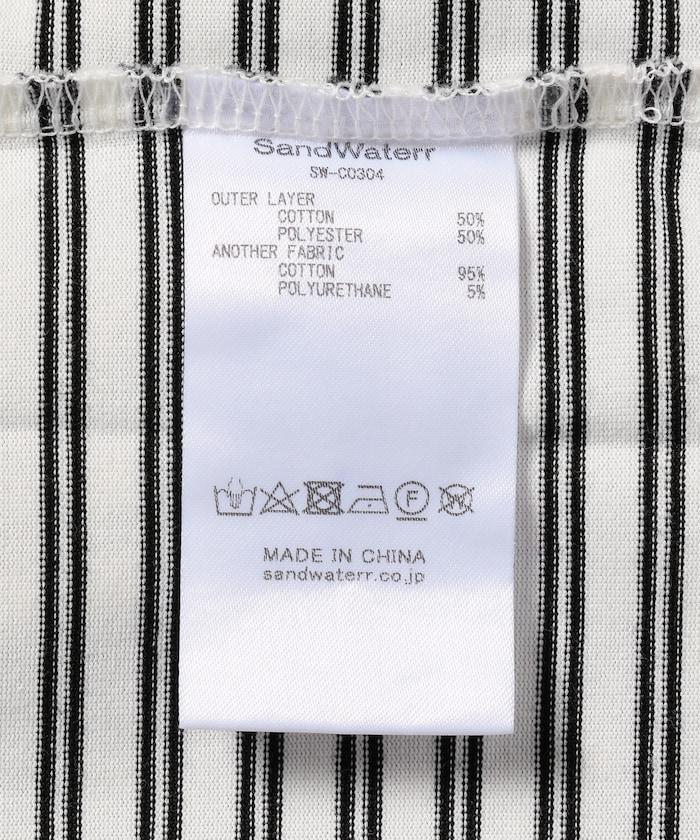 SandWaterr
SW-C0304
OUTER LAYER
COTTON 50%
POLYESTER 50%
ANOTHER FABRIC
COTTON 95%
POLYURETHANE 5%
F W
MADE IN CHINA
sandwaterr.co.jp